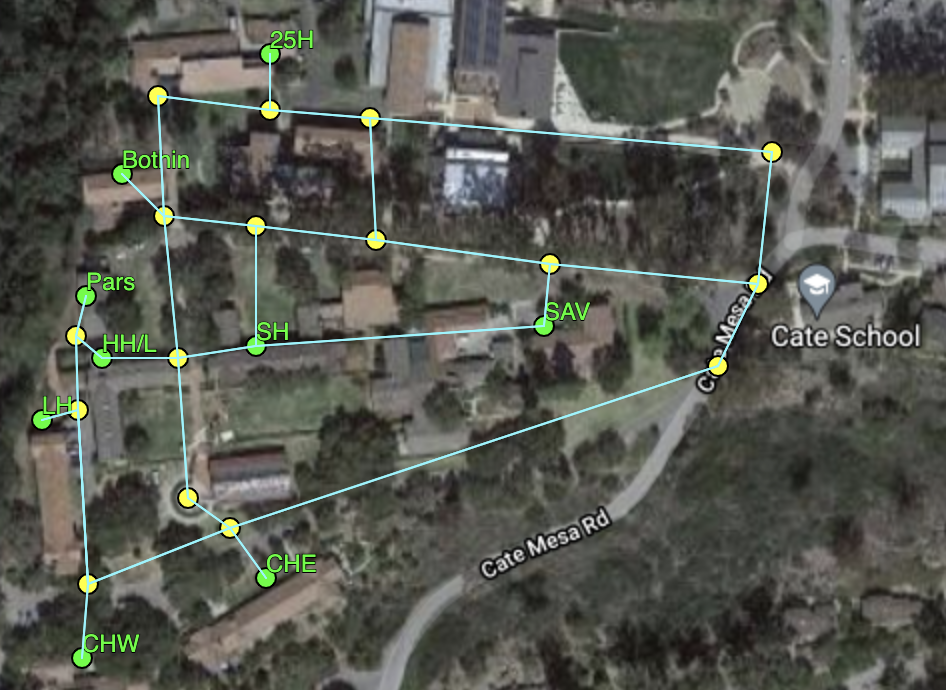 25H
Bothin
Pars
SAV
SH
HH/L
Cate School
Cate Mesa Rd
LH
Cate Mesa Rd
CHE
CHW